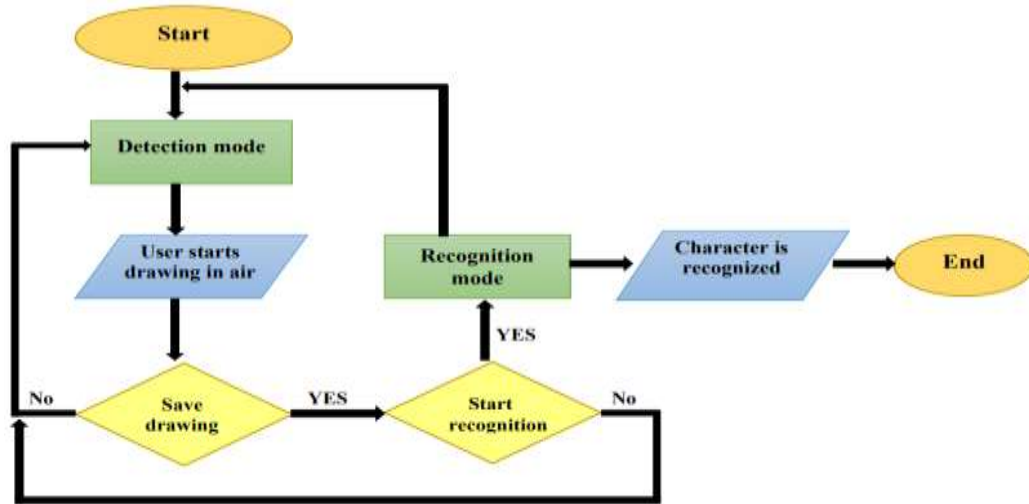 Start
Detection mode
User starts
drawing in air
Recognition
mode
Character is
recognized
End
YES
No
Save
drawing
YES
Start
recognition
No